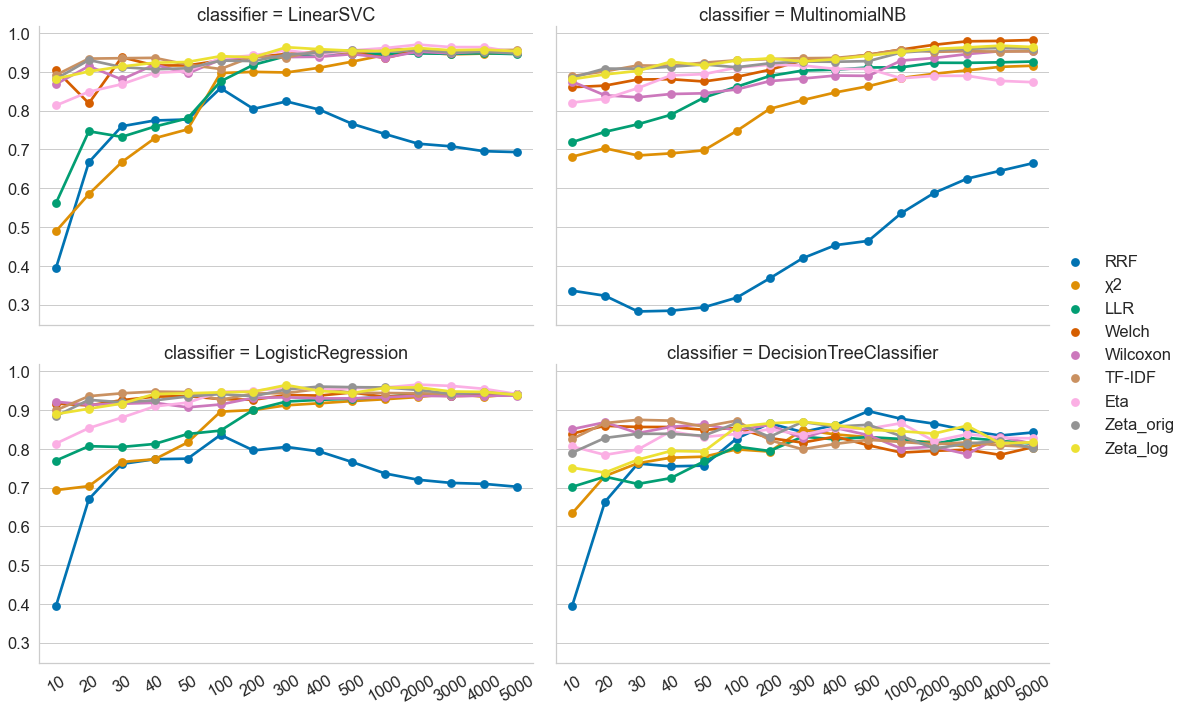 classifier = LinearSVC
classifier = MultinomialNB
1.0
0.9
0.8
0.7
0.6
0.5
0.4
0.3
classifier = LogisticRegression
classifier = DecisionTreeClassifier
1.0
0.9
0.8
0.7
0.6
0.5
0.4
0.3
10 20 30 40 50 100 200 300 400 500 1000 2000 3000 4000 5000
10 20 30 40 50 100 200 300 400 500 1000 2000 3000 4000 5000
RRF
χ2
LLR
Welch
Wilcoxon
TF-IDF
Eta
Zeta_orig
Zeta_log